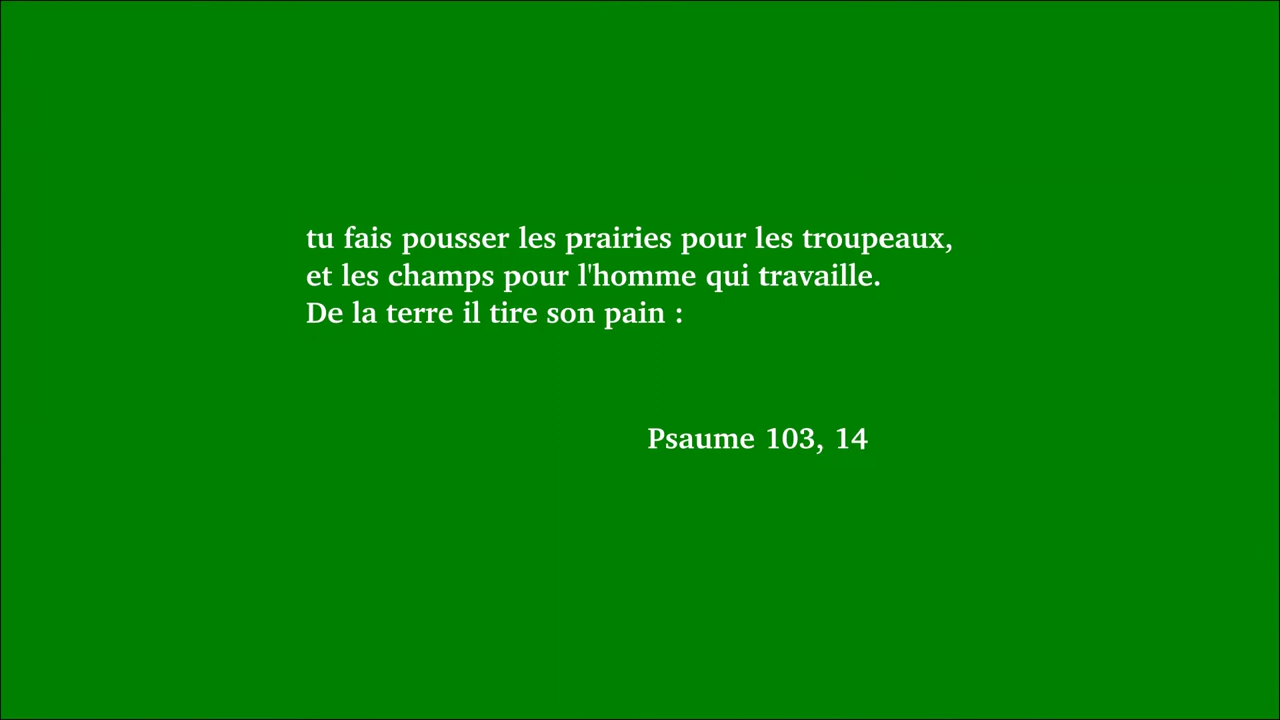 tu fais pousser les prairies pour les troupeaux,
et les champs pour l'homme qui travaille.
De la terre il tire son pain :
Psaume 103, 14